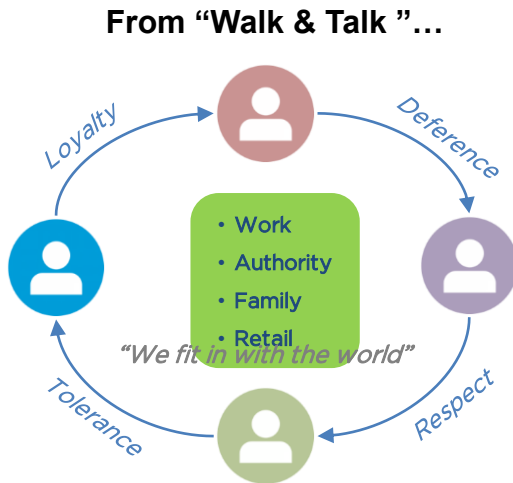 From “Walk & Talk ”…
Loyalty
Deference
• Work
• Authority
• Family
• Retail
“We fit in with the world”
Tolerance
Respect